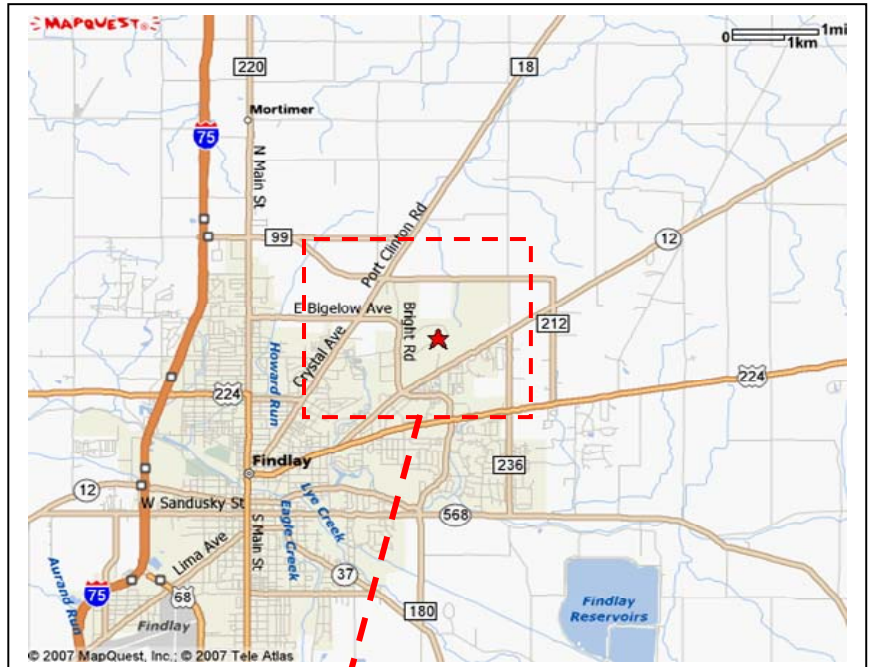 MAPQUEST
0 1mi
1km
220
18
Mortimer
75
N Main St
Port Clinton Rd
99
12
E Bigelow Ave
Bright Rd
212
Crystal Ave
Howard Run
224
224
Findlay
236
12
W Sandusky St
Lye Creek
Eagle Creek
568
S Main St
Lima Ave
37
Aurand Run
75
68
180
Findlay
Reservoirs
Findlay
© 2007 MapQuest, Inc.; © 2007 Tele Atlas